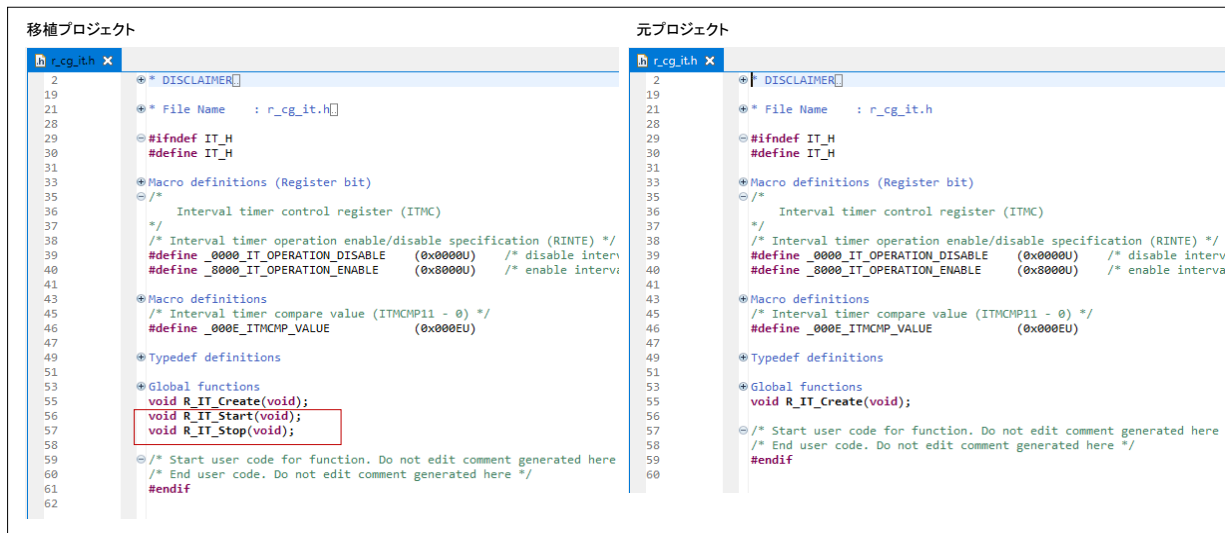 移植プロジェクト
r_cg_it.h
2 * DISCLAIMER
19
21 * File Name : r_cg_it.h
28
29 #ifndef IT_H
30 #define IT_H
31
33 Macro definitions (Register bit)
35 /*
36 Interval timer control register (ITMC)
37 */
38 /* Interval timer operation enable/disable specification (RINTE) */
39 #define _0000_IT_OPERATION_DISABLE (0x0000U) /* disable interv
40 #define _8000_IT_OPERATION_ENABLE (0x8000U) /* enable interva
41
43 Macro definitions
45 /* Interval timer compare value (ITMCMP11 - 0) */
46 #define _000E_ITMCMP_VALUE (0x000EU)
47
49 Typedef definitions
51
53 Global functions
55 void R_IT_Create(void);
56 void R_IT_Start(void);
57 void R_IT_Stop(void);
58
59 /* Start user code for function. Do not edit comment generated here
60 /* End user code. Do not edit comment generated here */
61 #endif
62
元プロジェクト
r_cg_it.h
2 * DISCLAIMER
19
21 * File Name : r_cg_it.h
28
29 #ifndef IT_H
30 #define IT_H
31
33 Macro definitions (Register bit)
35 /*
36 Interval timer control register (ITMC)
37 */
38 /* Interval timer operation enable/disable specification (RINTE) */
39 #define _0000_IT_OPERATION_DISABLE (0x0000U) /* disable interv
40 #define _8000_IT_OPERATION_ENABLE (0x8000U) /* enable interva
41
43 Macro definitions
45 /* Interval timer compare value (ITMCMP11 - 0) */
46 #define _000E_ITMCMP_VALUE (0x000EU)
47
49 Typedef definitions
51
53 Global functions
55 void R_IT_Create(void);
56
57 /* Start user code for function. Do not edit comment generated here
58 /* End user code. Do not edit comment generated here */
59 #endif
60